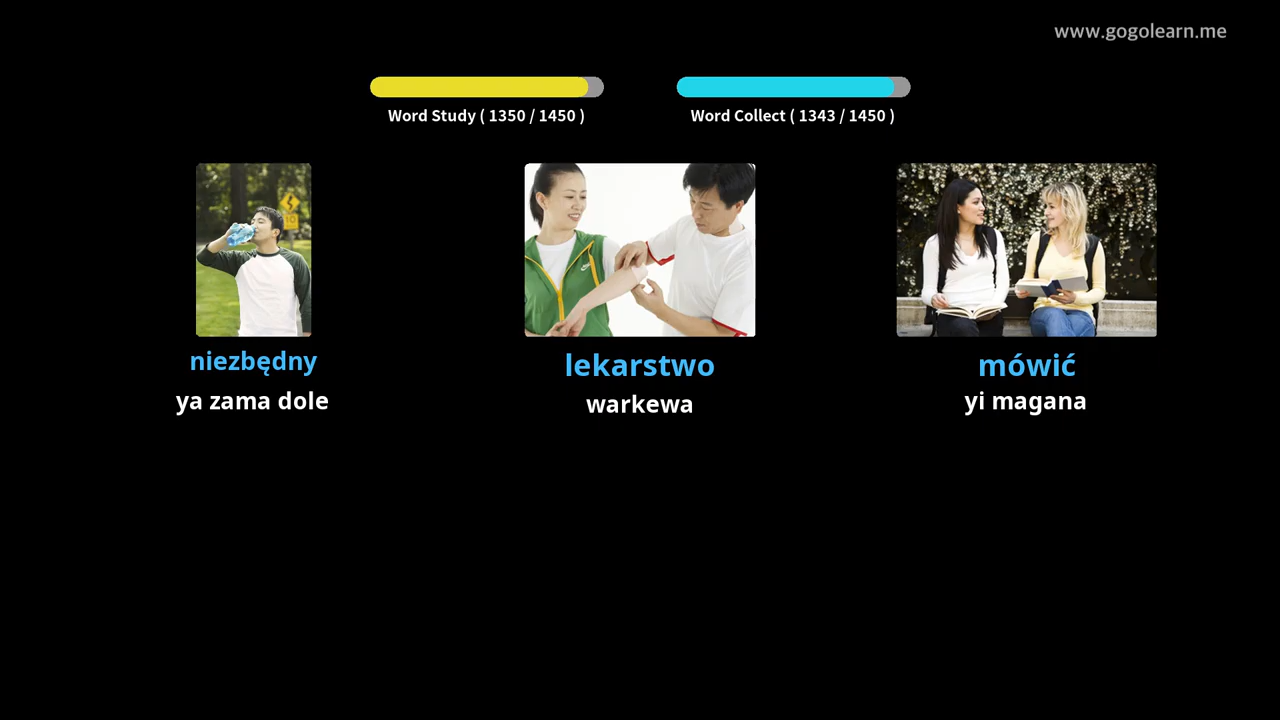 www.gogolearn.me
Word Study ( 1350 / 1450 )
Word Collect ( 1343 / 1450 )
niezbędny
ya zama dole
lekarstwo
warkewa
mówić
yi magana